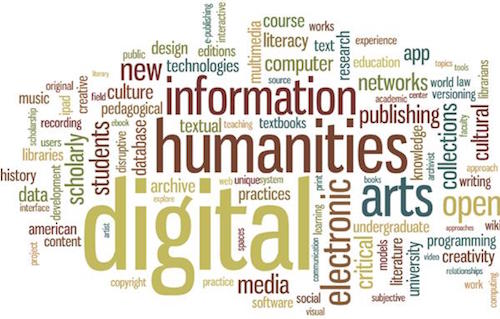 course
works
e-publishing
interactive
multimedia
literacy
text
research
experience
public
design
editions
technologies
computer
source
education
app
topics
tools
librarians
new
information
networks
world law
versioning
original
literary
creative
culture
music
ipad
field
pedagogical
academic
center
publishing
cultural
scholarship
recording
ebook
students
database
textual
teaching
textbooks
humanities
knowledge
archivist
collections
faculty
users
libraries
scholarly
disruptive
approach
writing
history
data
development
interface
archive
explore
web
unique
system
practices
print
books
arts
open
digital
electronic
american
content
artist
spaces
learning
communication
undergraduate
approaches
wiki
project
critical
models
literature
university
programming
video
creativity
relationships
computing
copyright
practice
media
software
social
visual
subjective
work